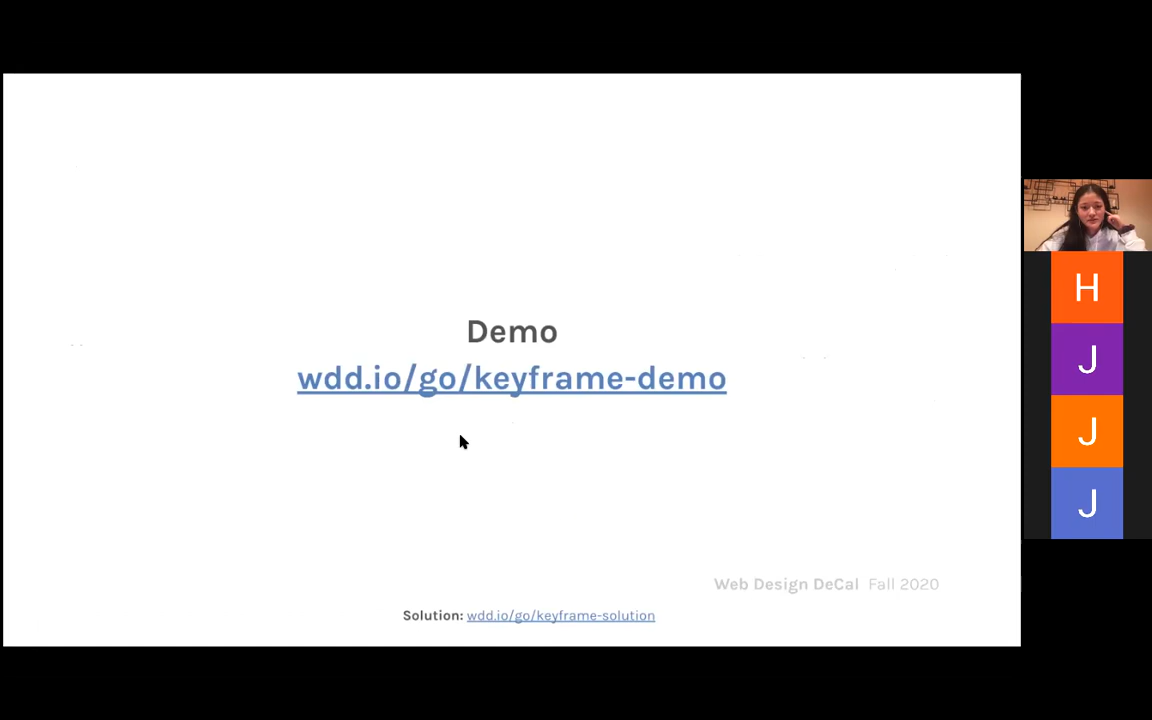 Demo
wdd.io/go/keyframe-demo
Web Design DeCal Fall 2020
Solution: wdd.io/go/keyframe-solution
H
J
J
J